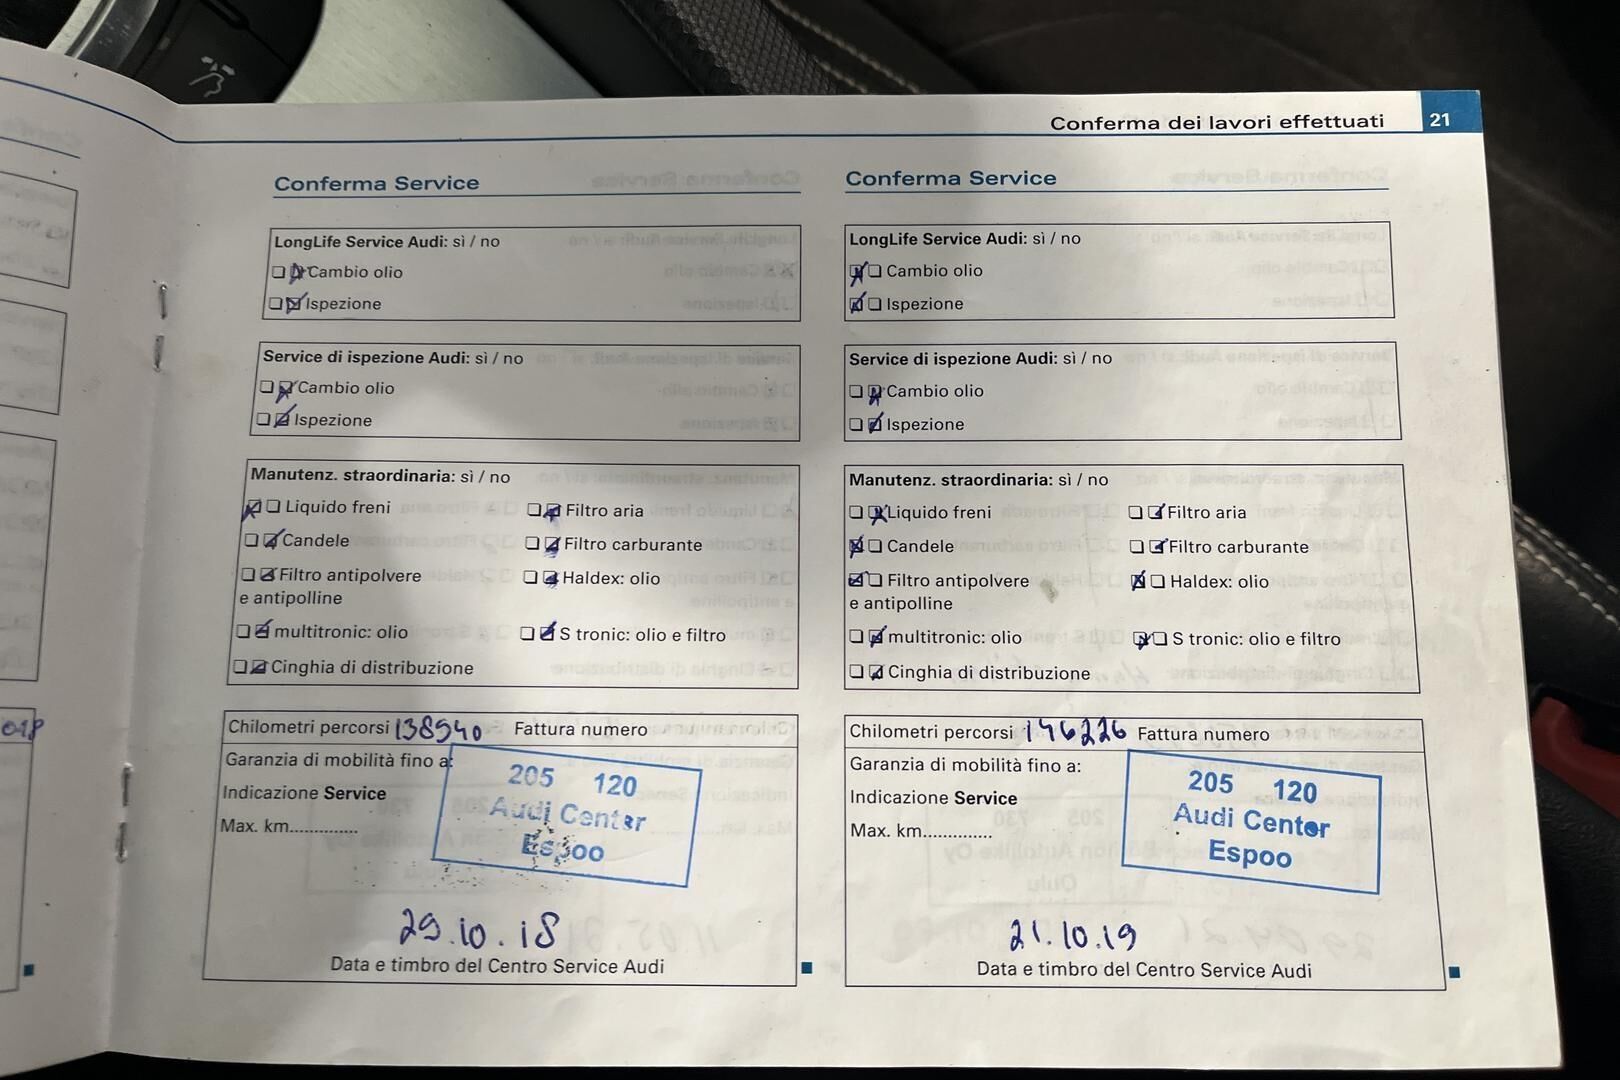 Conferma dei lavori effettuati 21
Conferma Service
LongLife Service Audi: sì / no
Cambio olio
Ispezione
Service di ispezione Audi: sì / no
Cambio olio
Ispezione
Manutenz. straordinaria: sì / no
Liquido freni Filtro aria
Candele Filtro carburante
Filtro antipolvere Haldex: olio
e antipolline
multitronic: olio S tronic: olio e filtro
Cinghia di distribuzione
Chilometri percorsi 138940 Fattura numero
Garanzia di mobilità fino a:
Indicazione Service
Max. km..............
205 120
Audi Center
Espoo
29.10.18
Data e timbro del Centro Service Audi
Conferma Service
LongLife Service Audi: sì / no
Cambio olio
Ispezione
Service di ispezione Audi: sì / no
Cambio olio
Ispezione
Manutenz. straordinaria: sì / no
Liquido freni Filtro aria
Candele Filtro carburante
Filtro antipolvere Haldex: olio
e antipolline
multitronic: olio S tronic: olio e filtro
Cinghia di distribuzione
Chilometri percorsi 146226 Fattura numero
Garanzia di mobilità fino a:
Indicazione Service
Max. km..............
205 120
Audi Center
Espoo
21.10.19
Data e timbro del Centro Service Audi